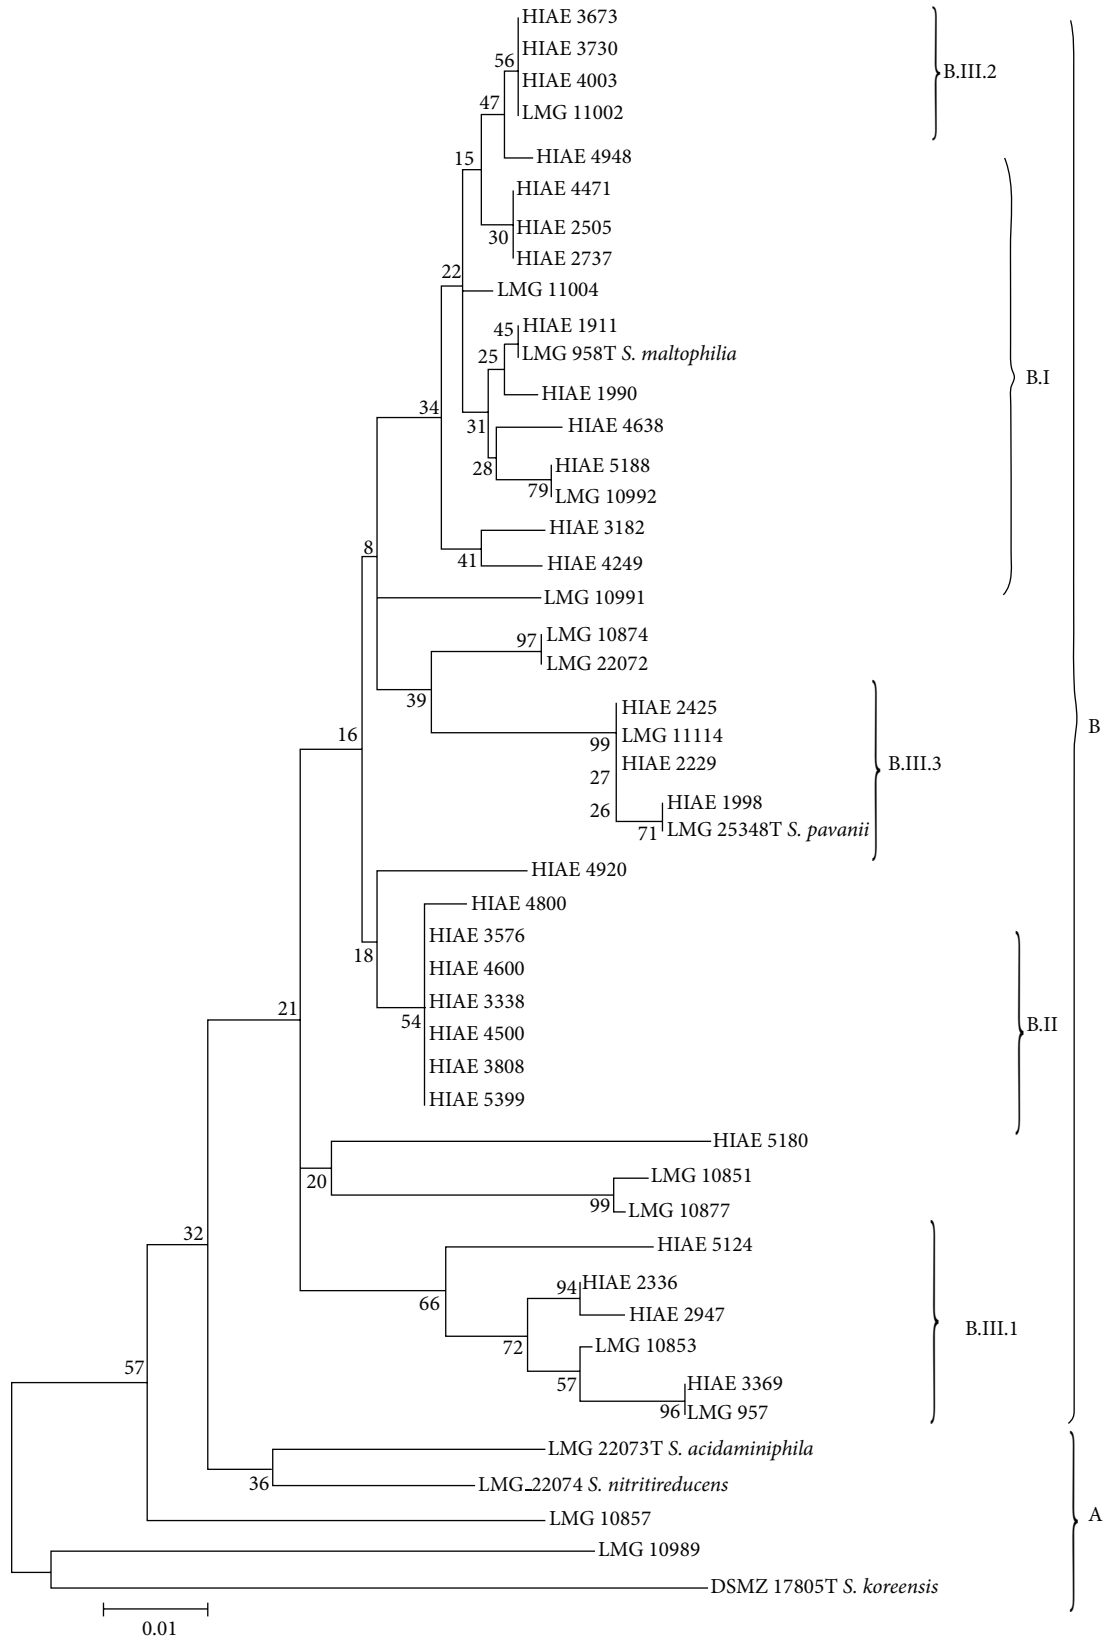 HIAE 3673
HIAE 3730
56
HIAE 4003
B.III.2
47
LMG 11002
15
HIAE 4948
HIAE 4471
HIAE 2505
30
HIAE 2737
22
LMG 11004
45
HIAE 1911
25
LMG 958T S. maltophilia
B.I
HIAE 1990
34
31
HIAE 4638
28
HIAE 5188
79
LMG 10992
HIAE 3182
8
41
HIAE 4249
LMG 10991
97
LMG 10874
LMG 22072
39
HIAE 2425
16
99
LMG 11114
B
27
HIAE 2229
B.III.3
26
HIAE 1998
71
LMG 25348T S. pavanii
HIAE 4920
HIAE 4800
HIAE 3576
18
HIAE 4600
21
HIAE 3338
54
HIAE 4500
B.II
HIAE 3808
HIAE 5399
HIAE 5180
20
LMG 10851
99
LMG 10877
32
HIAE 5124
94
HIAE 2336
66
HIAE 2947
B.III.1
72
LMG 10853
57
57
HIAE 3369
96
LMG 957
LMG 22073T S. acidaminiphila
36
LMG_22074 S. nitritireducens
LMG 10857
A
LMG 10989
DSMZ 17805T S. koreensis
0.01